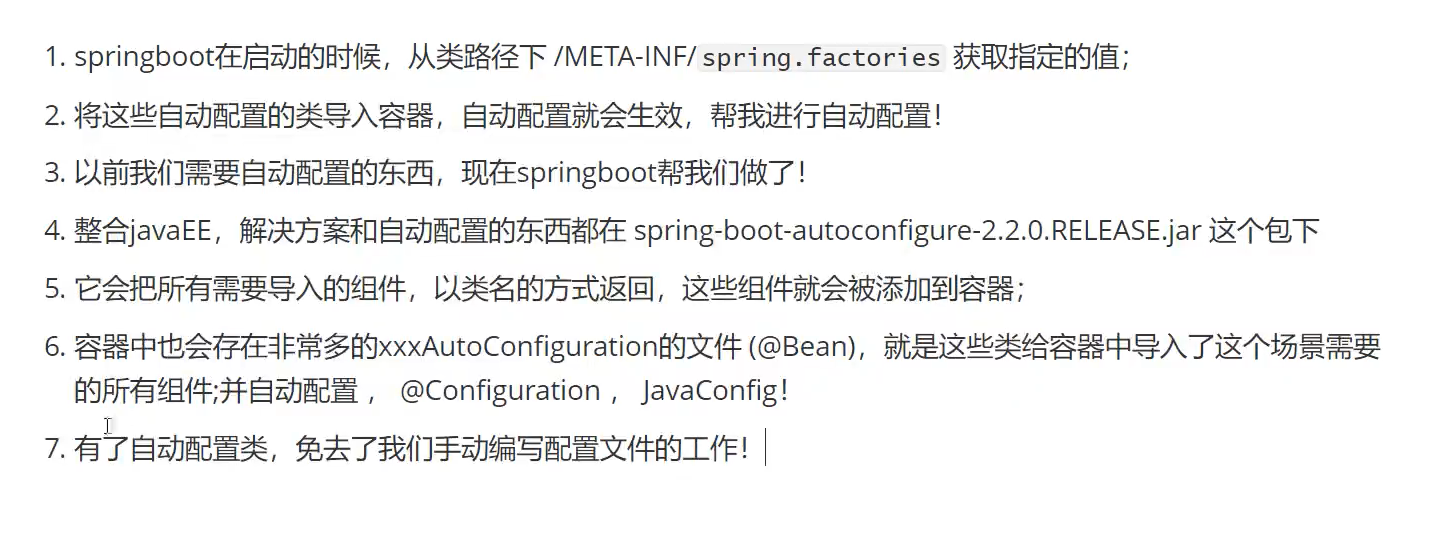 1. springboot在启动的时候，从类路径下 /META-INF/spring.factories 获取指定的值；
2. 将这些自动配置的类导入容器，自动配置就会生效，帮我进行自动配置！
3. 以前我们需要自动配置的东西，现在springboot帮我们做了！
4. 整合javaEE，解决方案和自动配置的东西都在 spring-boot-autoconfigure-2.2.0.RELEASE.jar 这个包下
5. 它会把所有需要导入的组件，以类名的方式返回，这些组件就会被添加到容器；
6. 容器中也会存在非常多的xxxAutoConfiguration的文件 (@Bean)，就是这些类给容器中导入了这个场景需要
的所有组件;并自动配置 ， @Configuration ， JavaConfig！
7. 有了自动配置类，免去了我们手动编写配置文件的工作！